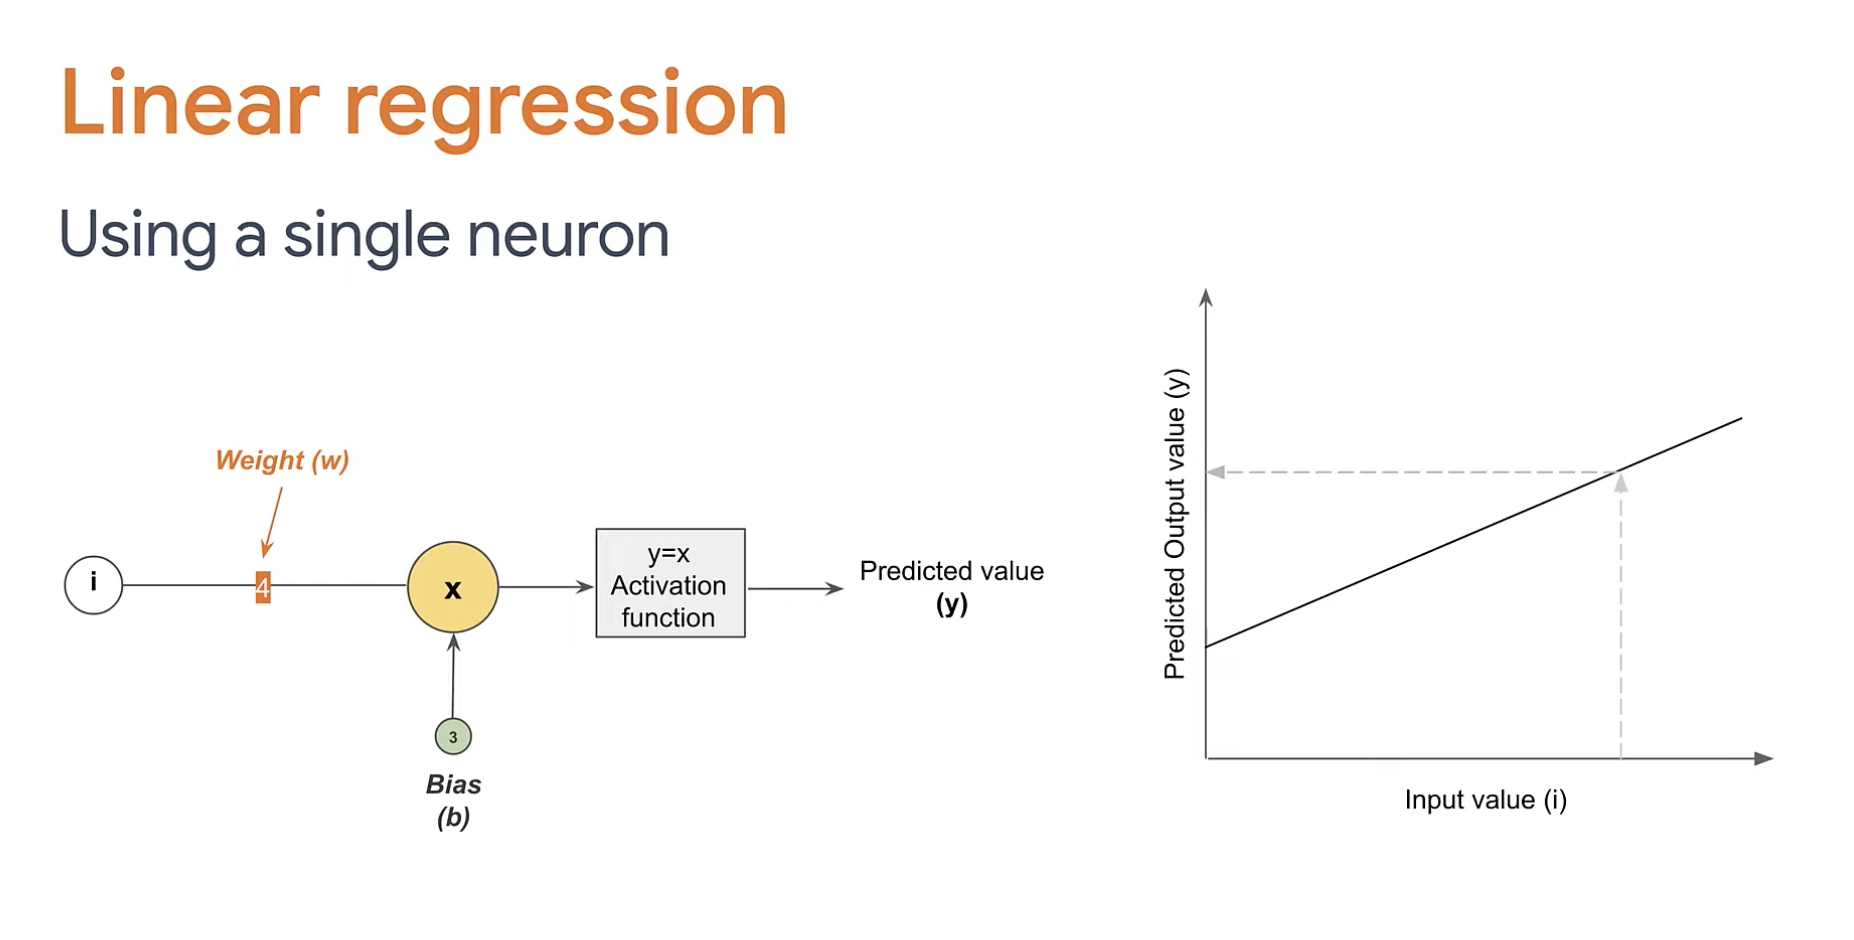 Linear regression
Using a single neuron
Weight (w)
i
4
x
3
Bias
(b)
y=x
Activation
function
Predicted value
(y)
Predicted Output value (y)
Input value (i)